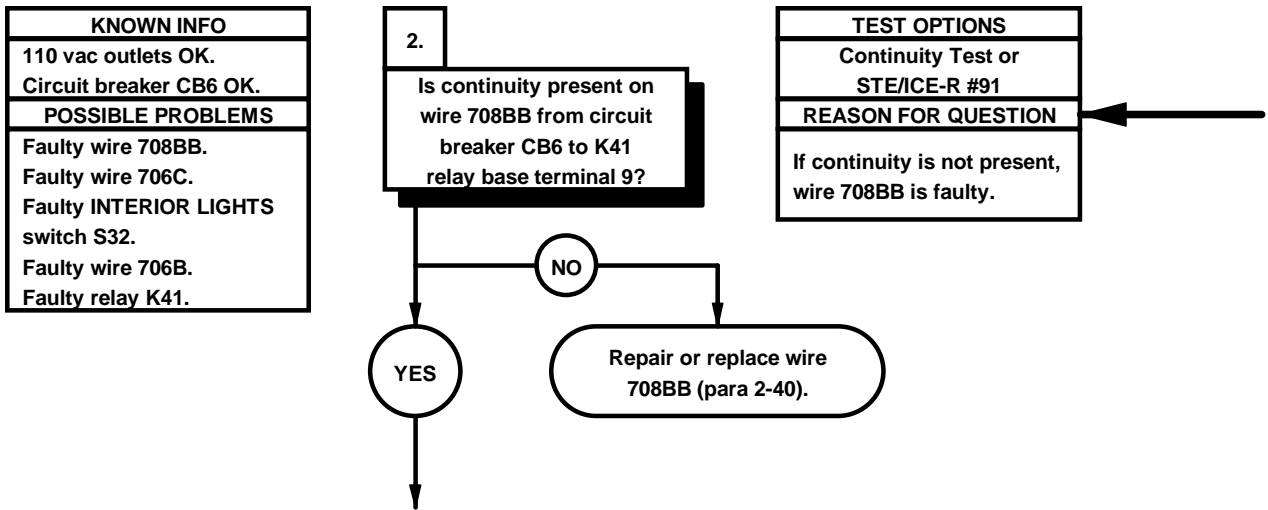 KNOWN INFO
110 vac outlets OK.
Circuit breaker CB6 OK.
POSSIBLE PROBLEMS
Faulty wire 708BB.
Faulty wire 706C.
Faulty INTERIOR LIGHTS
switch S32.
Faulty wire 706B.
Faulty relay K41.
2.
Is continuity present on
wire 708BB from circuit
breaker CB6 to K41
relay base terminal 9?
TEST OPTIONS
Continuity Test or
STE/ICE-R #91
REASON FOR QUESTION
If continuity is not present,
wire 708BB is faulty.
NO
YES
Repair or replace wire
708BB (para 2-40).